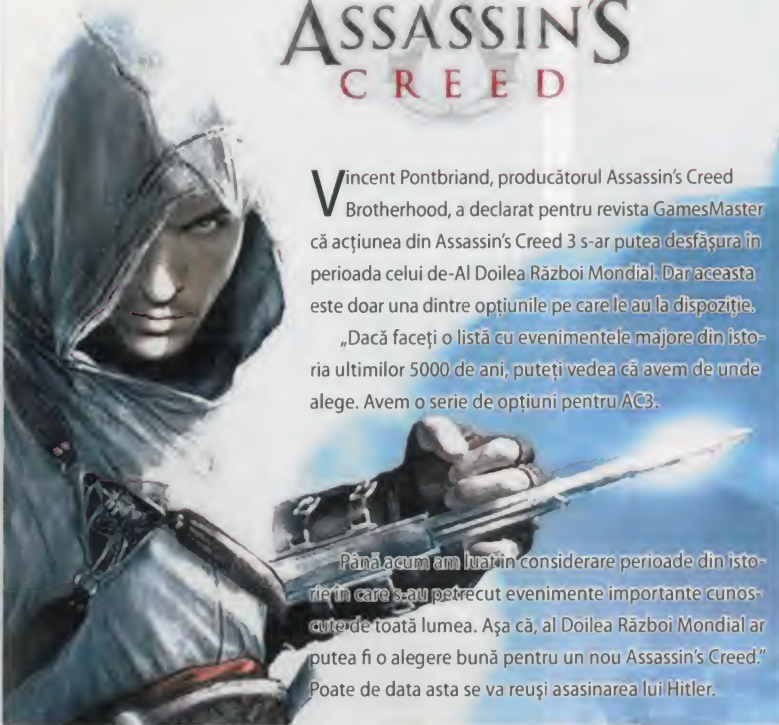 ASSASSIN'S
CREED
Vincent Pontbriand, producătorul Assassin's Creed
Brotherhood, a declarat pentru revista GamesMaster
că acțiunea din Assassin's Creed 3 s-ar putea desfășura în
perioada celui de-Al Doilea Război Mondial. Dar aceasta
este doar una dintre opțiunile pe care le au la dispoziție.
„Dacă faceți o listă cu evenimentele majore din isto-
ria ultimilor 5000 de ani, puteți vedea că avem de unde
alege. Avem o serie de opțiuni pentru AC3.
Până acum am luat în considerare perioade din isto-
rie în care s-au petrecut evenimente importante cunos-
cute de toată lumea. Așa că, al Doilea Război Mondial ar
putea fi o alegere bună pentru un nou Assassin's Creed.”
Poate de data asta se va reuși asasinarea lui Hitler.